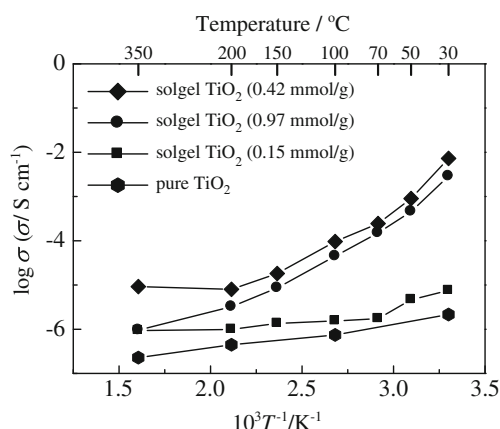 Temperature / °C
350 200 150 100 70 50 30
0
solgel TiO₂ (0.42 mmol/g)
solgel TiO₂ (0.97 mmol/g)
-2
solgel TiO₂ (0.15 mmol/g)
pure TiO₂
log σ (σ/ S cm⁻¹)
-4
-6
1.5 2.0 2.5 3.0 3.5
10³T⁻¹/K⁻¹